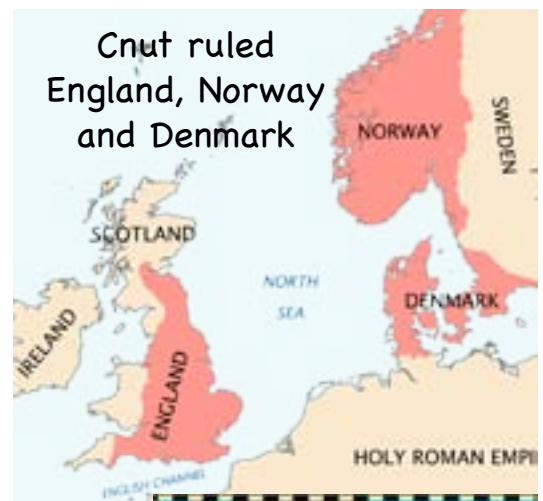 Cnut ruled
England, Norway
and Denmark
NORWAY
SWEDEN
SCOTLAND
NORTH
SEA
DENMARK
IRELAND
ENGLAND
HOLY ROMAN EMPI
ENGLISH CHANNEL